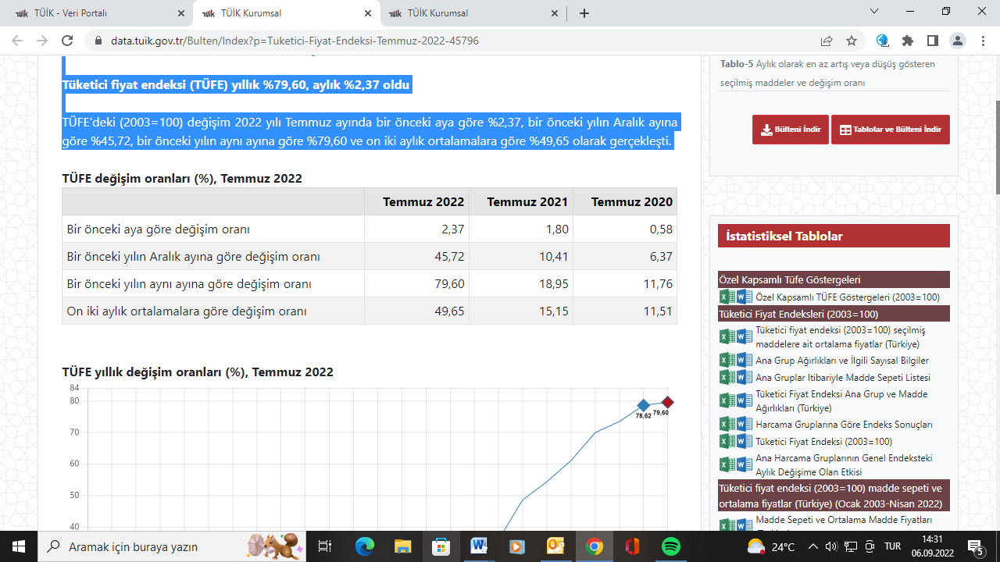 TÜİK - Veri Portalı
TÜİK Kurumsal
TÜİK Kurumsal
data.tuik.gov.tr/Bulten/Index?p=Tuketici-Fiyat-Endeksi-Temmuz-2022-45796
Tüketici fiyat endeksi (TÜFE) yıllık %79,60, aylık %2,37 oldu
TÜFE'deki (2003=100) değişim 2022 yılı Temmuz ayında bir önceki aya göre %2,37, bir önceki yılın Aralık ayına
göre %45,72, bir önceki yılın aynı ayına göre %79,60 ve on iki aylık ortalamalara göre %49,65 olarak gerçekleşti.
TÜFE değişim oranları (%), Temmuz 2022
Temmuz 2022 Temmuz 2021 Temmuz 2020
Bir önceki aya göre değişim oranı 2,37 1,80 0,58
Bir önceki yılın Aralık ayına göre değişim oranı 45,72 10,41 6,37
Bir önceki yılın aynı ayına göre değişim oranı 79,60 18,95 11,76
On iki aylık ortalamalara göre değişim oranı 49,65 15,15 11,51
TÜFE yıllık değişim oranları (%), Temmuz 2022
84
80
70
60
50
40
78,62
79,60
Tablo-5 Aylık olarak en az artış veya düşüş gösteren
seçilmiş maddeler ve değişim oranı
Bülteni İndir
Tablolar ve Bülteni İndir
İstatistiksel Tablolar
Özel Kapsamlı Tüfe Göstergeleri
Özel Kapsamlı TÜFE Göstergeleri (2003=100)
Tüketici Fiyat Endeksleri (2003=100)
Tüketici fiyat endeksi (2003=100) seçilmiş
maddelere ait ortalama fiyatlar (Türkiye)
Ana Grup Ağırlıkları ve İlgili Sayısal Bilgiler
Ana Gruplar Itibariyle Madde Sepeti Listesi
Tüketici Fiyat Endeksi Ana Grup ve Madde
Ağırlıkları (Türkiye)
Harcama Gruplarına Göre Endeks Sonuçları
Tüketici Fiyat Endeksi (2003=100)
Ana Harcama Gruplarının Genel Endeksteki
Aylık Değişime Olan Etkisi
Tüketici fiyat endeksi (2003=100) madde sepeti ve
ortalama fiyatlar (Türkiye) (Ocak 2003-Nisan 2022)
Madde Sepeti ve Ortalama Madde Fiyatları
Aramak için buraya yazın
24°C
TUR
14:31
06.09.2022
5